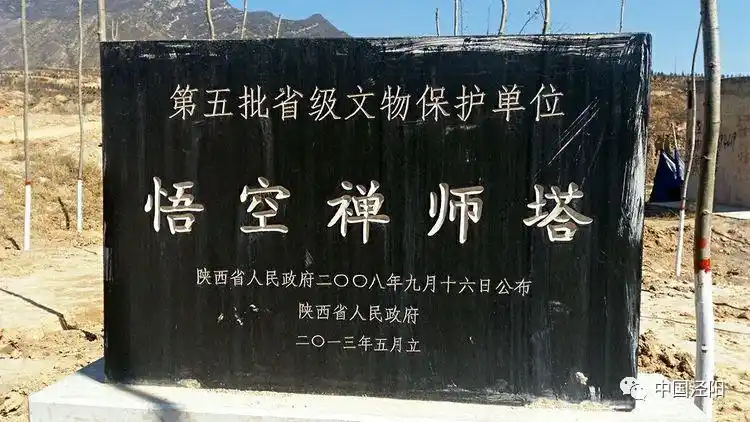 第五批省级文物保护单位
悟空禅师塔
陕西省人民政府二〇〇八年九月十六日公布
陕西省人民政府
二〇一三年五月立
中国泾阳